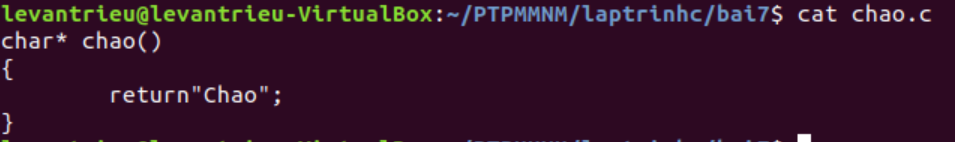 levantrieu@levantrieu-VirtualBox:~/PTPMMNM/laptrinhc/bai7$ cat chao.c
char* chao()
{
        return"Chao";
}